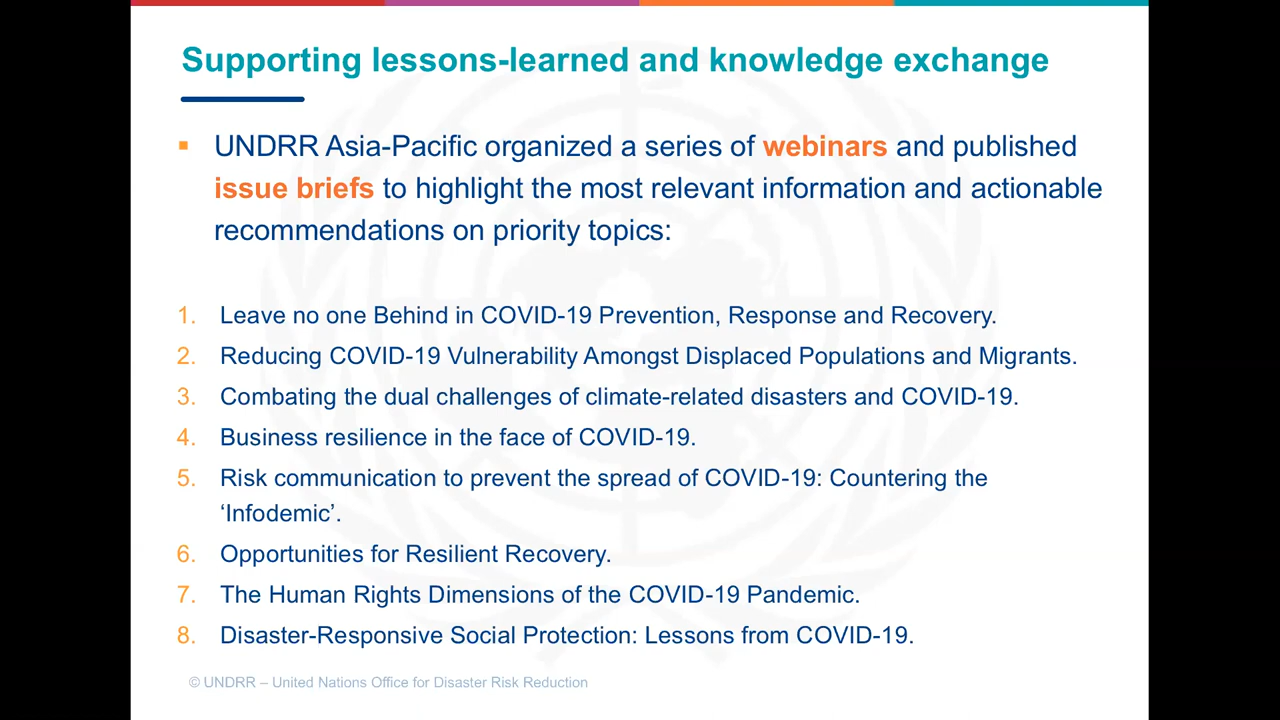 Supporting lessons-learned and knowledge exchange
▪ UNDRR Asia-Pacific organized a series of webinars and published
issue briefs to highlight the most relevant information and actionable
recommendations on priority topics:
1. Leave no one Behind in COVID-19 Prevention, Response and Recovery.
2. Reducing COVID-19 Vulnerability Amongst Displaced Populations and Migrants.
3. Combating the dual challenges of climate-related disasters and COVID-19.
4. Business resilience in the face of COVID-19.
5. Risk communication to prevent the spread of COVID-19: Countering the
‘Infodemic’.
6. Opportunities for Resilient Recovery.
7. The Human Rights Dimensions of the COVID-19 Pandemic.
8. Disaster-Responsive Social Protection: Lessons from COVID-19.
© UNDRR – United Nations Office for Disaster Risk Reduction